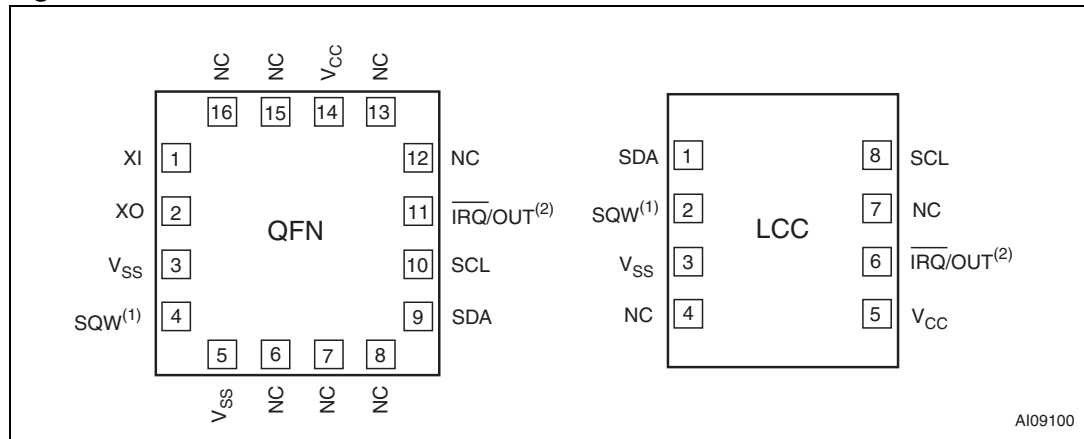 NC NC VCC NC
16 15 14 13
XI 1 12 NC
XO 2 11 IRQ/OUT(2)
QFN
VSS 3 10 SCL
SQW(1) 4 9 SDA
5 6 7 8
VSS NC NC NC
SDA 1 8 SCL
SQW(1) 2 7 NC
LCC
VSS 3 6 IRQ/OUT(2)
NC 4 5 VCC
AI09100